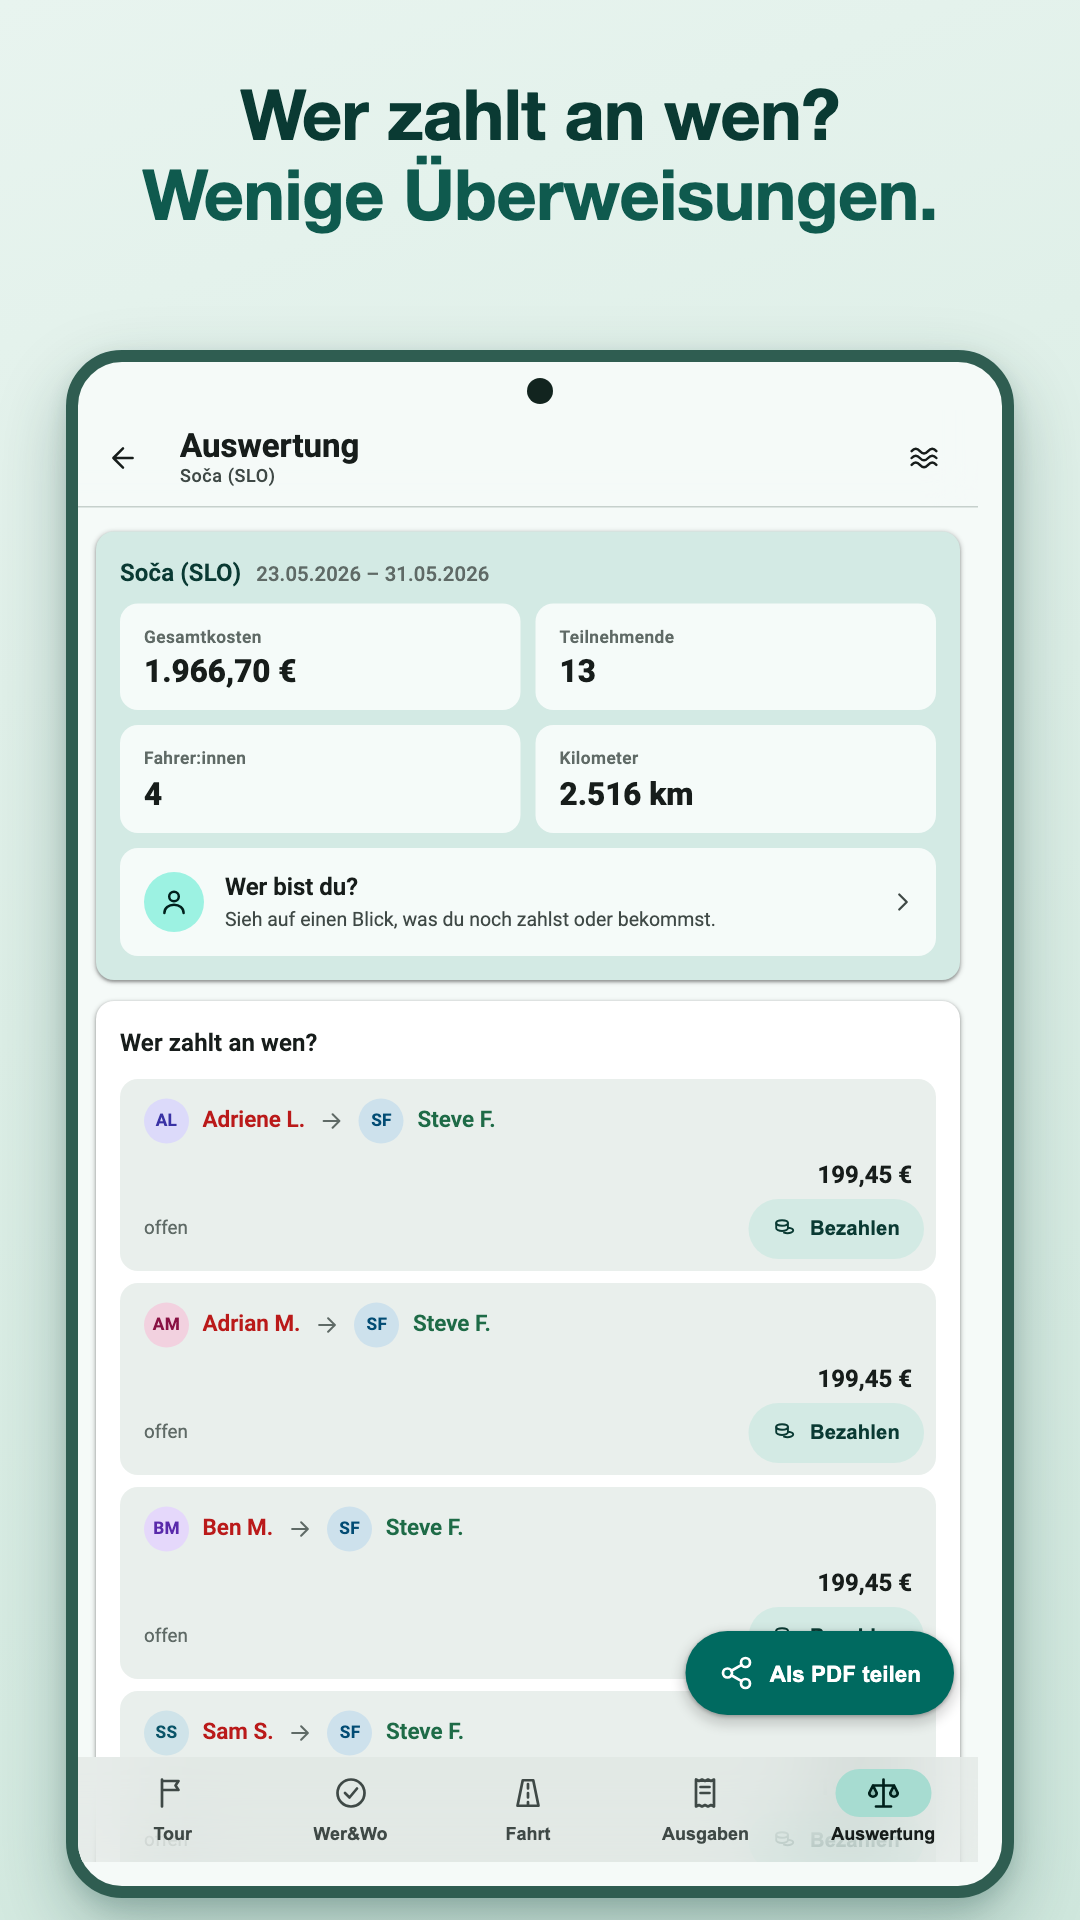 Wer zahlt an wen?
Wenige Überweisungen.
Auswertung
Soča (SLO)
Soča (SLO) 23.05.2026 – 31.05.2026
Gesamtkosten
1.966,70 €
Teilnehmende
13
Fahrer:innen
4
Kilometer
2.516 km
Wer bist du?
Sieh auf einen Blick, was du noch zahlst oder bekommst.
Wer zahlt an wen?
AL Adriene L. → SF Steve F.
199,45 €
offen
Bezahlen
AM Adrian M. → SF Steve F.
199,45 €
offen
Bezahlen
BM Ben M. → SF Steve F.
199,45 €
offen
Als PDF teilen
SS Sam S. → SF Steve F.
Tour
Wer&Wo
Fahrt
Ausgaben
Auswertung